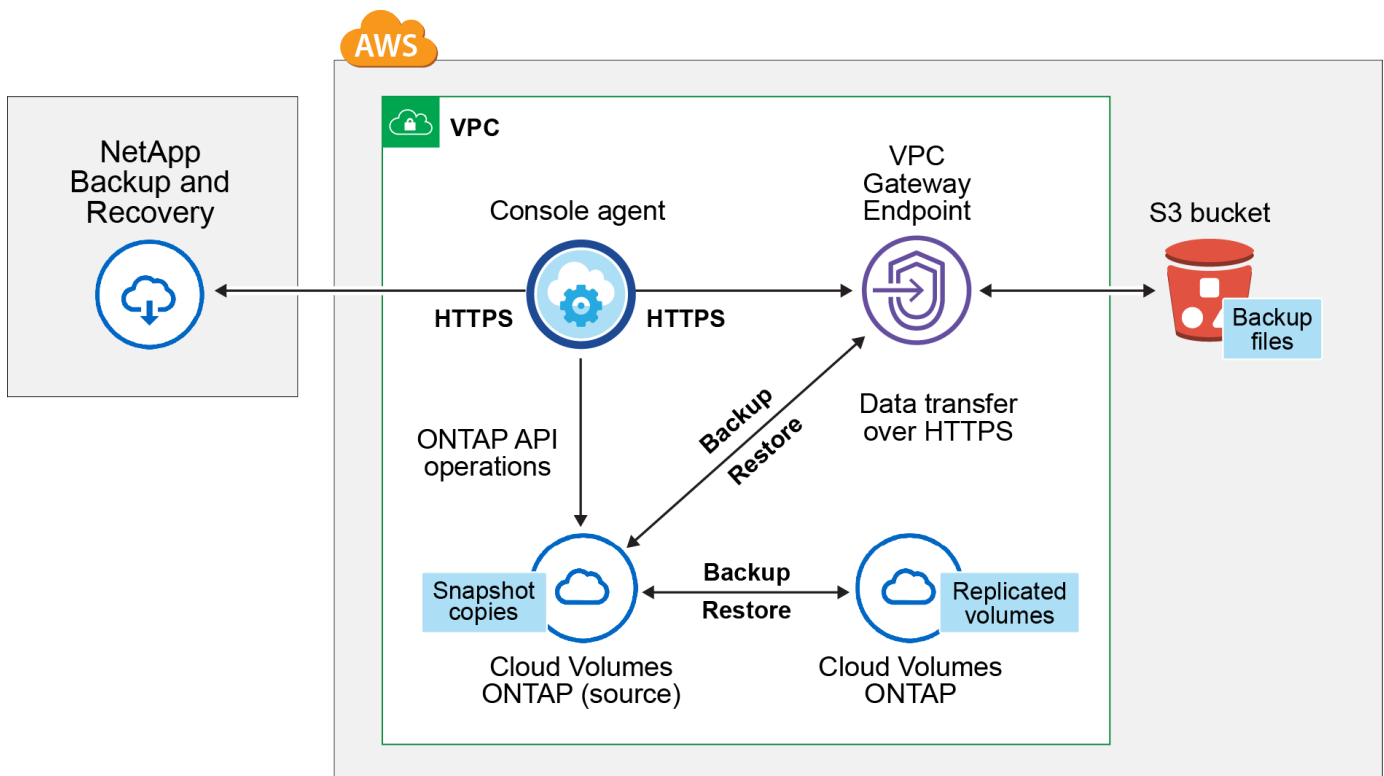 AWS
NetApp
Backup and
Recovery
VPC
Console agent
VPC
Gateway
Endpoint
S3 bucket
HTTPS
HTTPS
Backup
files
ONTAP API
operations
Backup
Restore
Data transfer
over HTTPS
Snapshot
copies
Backup
Restore
Replicated
volumes
Cloud Volumes
ONTAP (source)
Cloud Volumes
ONTAP